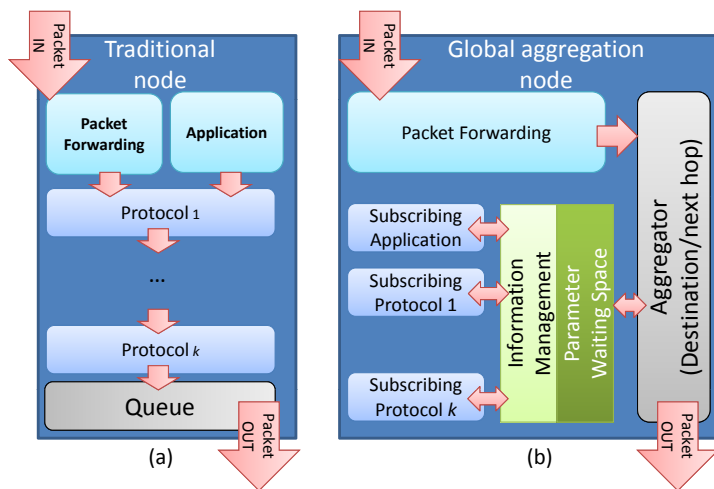 Packet
IN
Traditional
node
Packet
Forwarding
Application
Protocol 1
...
Protocol k
Queue
Packet
OUT
(a)
Packet
IN
Global aggregation
node
Packet Forwarding
Subscribing
Application
Subscribing
Protocol 1
Subscribing
Protocol k
Information
Management
Parameter
Waiting Space
Aggregator
(Destination/next hop)
Packet
OUT
(b)